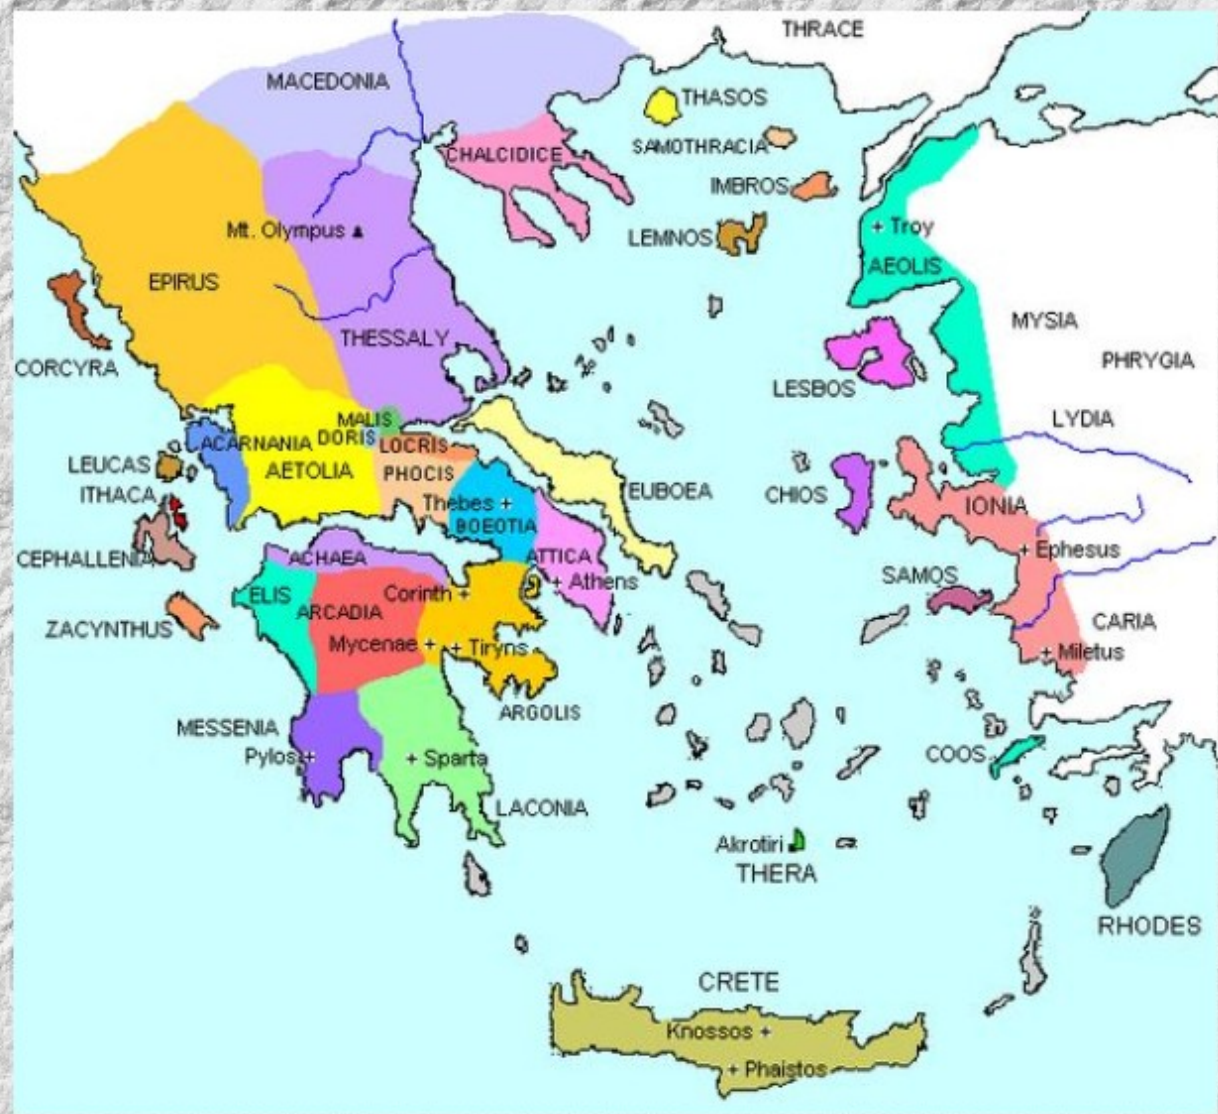 THRACE
MACEDONIA
THASOS
SAMOTHRACIA
CHALCIDICE
IMBROS
Mt. Olympus
LEMNOS
Troy
AEOLIS
EPIRUS
MYSIA
THESSALY
PHRYGIA
CORCYRA
LESBOS
MALIS
LYDIA
ACARNANIA
DORIS
LOCRIS
LEUCAS
AETOLIA
PHOCIS
ITHACA
EUBOEA
CHIOS
Thebes
IONIA
BOEOTIA
CEPHALLENIA
ACHAEA
ATTICA
Ephesus
SAMOS
Athens
ELIS
Corinth
ARCADIA
ZACYNTHUS
CARIA
Mycenae
Tiryns
Miletus
ARGOLIS
MESSENIA
Pylos
Sparta
COOS
LACONIA
Akrotiri
THERA
RHODES
CRETE
Knossos
Phaistos